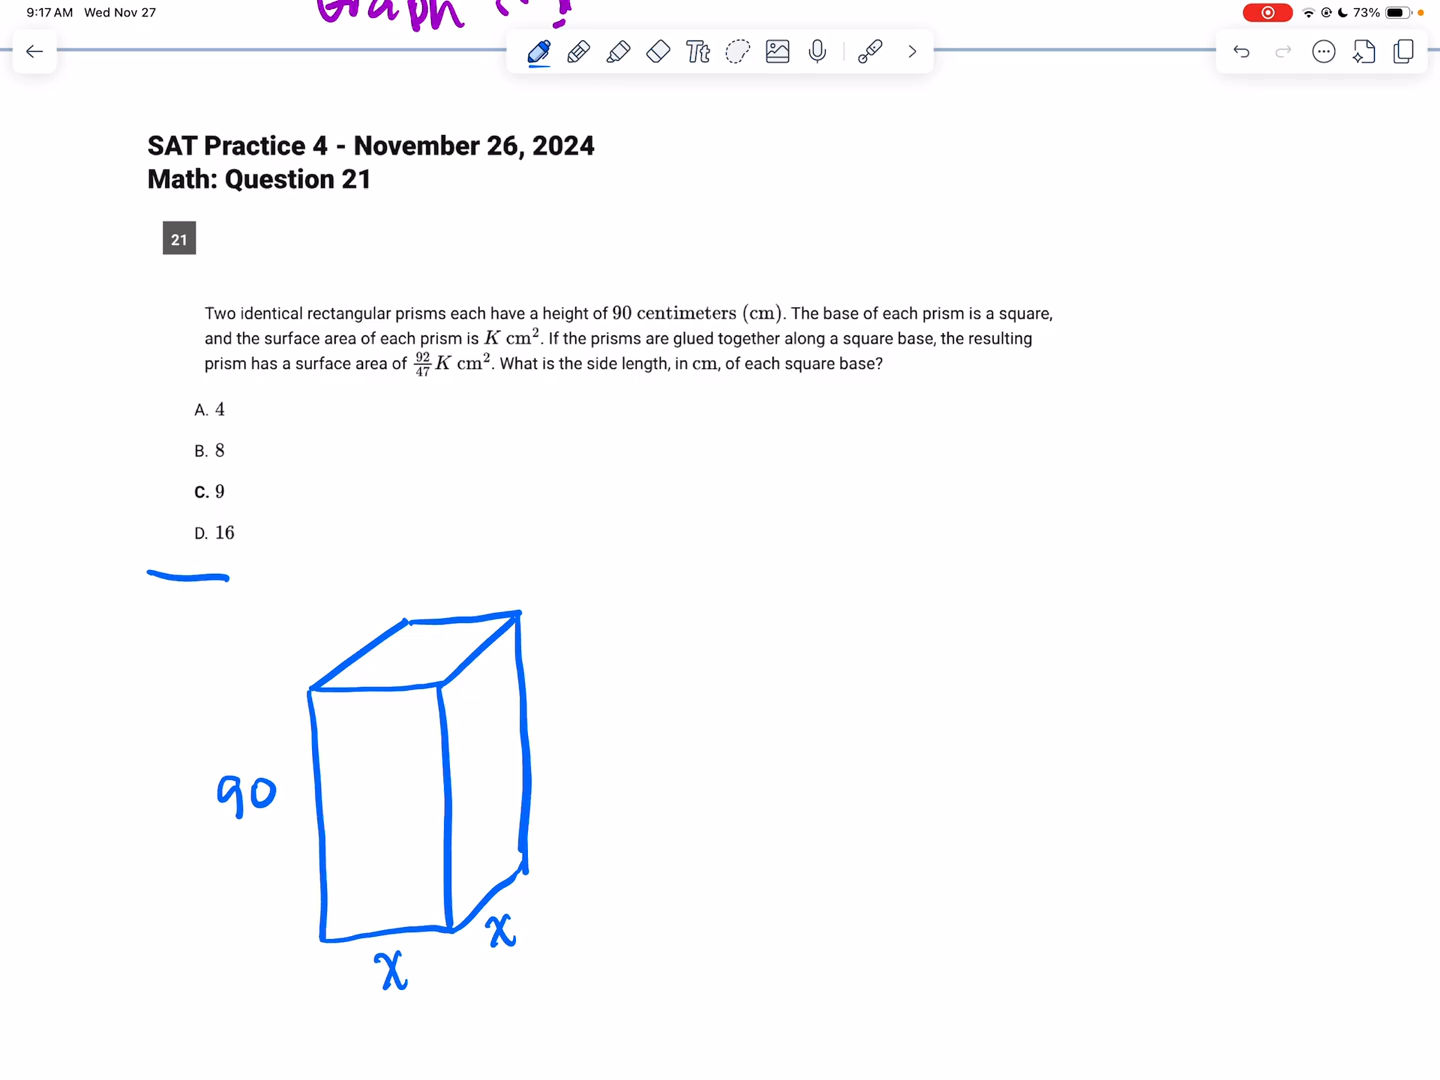 Graph it!
9:17 AM Wed Nov 27
73%
Tt
SAT Practice 4 - November 26, 2024
Math: Question 21
21
Two identical rectangular prisms each have a height of 90 centimeters (cm). The base of each prism is a square,
and the surface area of each prism is K cm². If the prisms are glued together along a square base, the resulting
prism has a surface area of 92/47 K cm². What is the side length, in cm, of each square base?
A. 4
B. 8
C. 9
D. 16
90
x
x